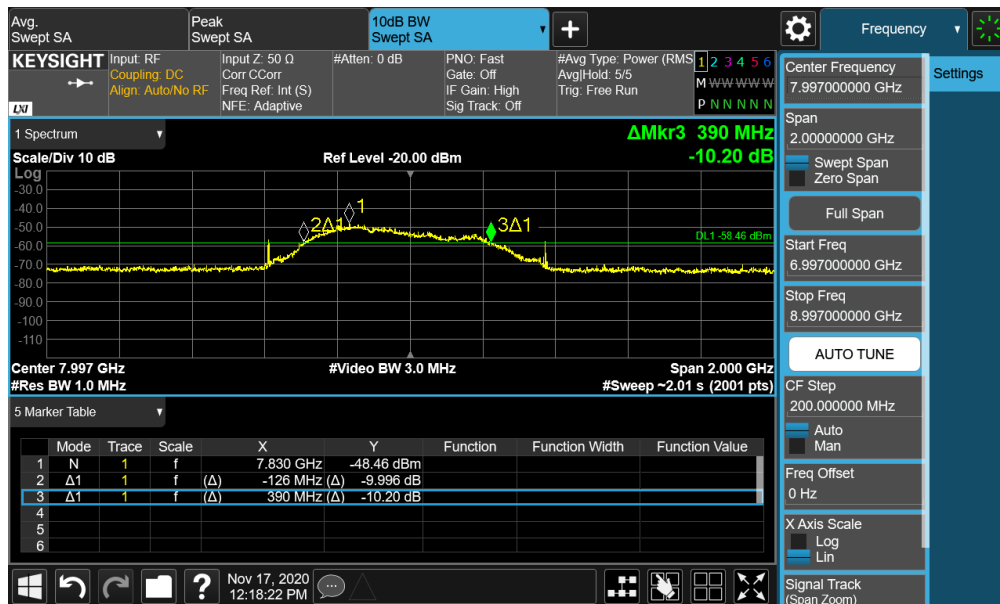 Avg.
Swept SA
Peak
Swept SA
10dB BW
Swept SA
Frequency
KEYSIGHT
LXI
Input: RF
Coupling: DC
Align: Auto/No RF
Input Z: 50 Ω
Corr CCorr
Freq Ref: Int (S)
NFE: Adaptive
#Atten: 0 dB
PNO: Fast
Gate: Off
IF Gain: High
Sig Track: Off
#Avg Type: Power (RMS
Avg|Hold: 5/5
Trig: Free Run
1 2 3 4 5 6
M W W W W W
P N N N N N
1 Spectrum
ΔMkr3 390 MHz
-10.20 dB
Scale/Div 10 dB
Ref Level -20.00 dBm
Log
-30.0
-40.0
-50.0
-60.0
-70.0
-80.0
-90.0
-100
-110
1
2Δ1
3Δ1
DL1 -58.46 dBm
Center 7.997 GHz
#Video BW 3.0 MHz
Span 2.000 GHz
#Res BW 1.0 MHz
#Sweep ~2.01 s (2001 pts)
5 Marker Table
Mode Trace Scale X Y Function Function Width Function Value
1 N 1 f 7.830 GHz -48.46 dBm
2 Δ1 1 f (Δ) -126 MHz (Δ) -9.996 dB
3 Δ1 1 f (Δ) 390 MHz (Δ) -10.20 dB
4
5
6
Nov 17, 2020
12:18:22 PM
Center Frequency
7.997000000 GHz
Span
2.00000000 GHz
Swept Span
Zero Span
Full Span
Start Freq
6.997000000 GHz
Stop Freq
8.997000000 GHz
AUTO TUNE
CF Step
200.000000 MHz
Auto
Man
Freq Offset
0 Hz
X Axis Scale
Log
Lin
Signal Track
(Span Zoom)
Settings